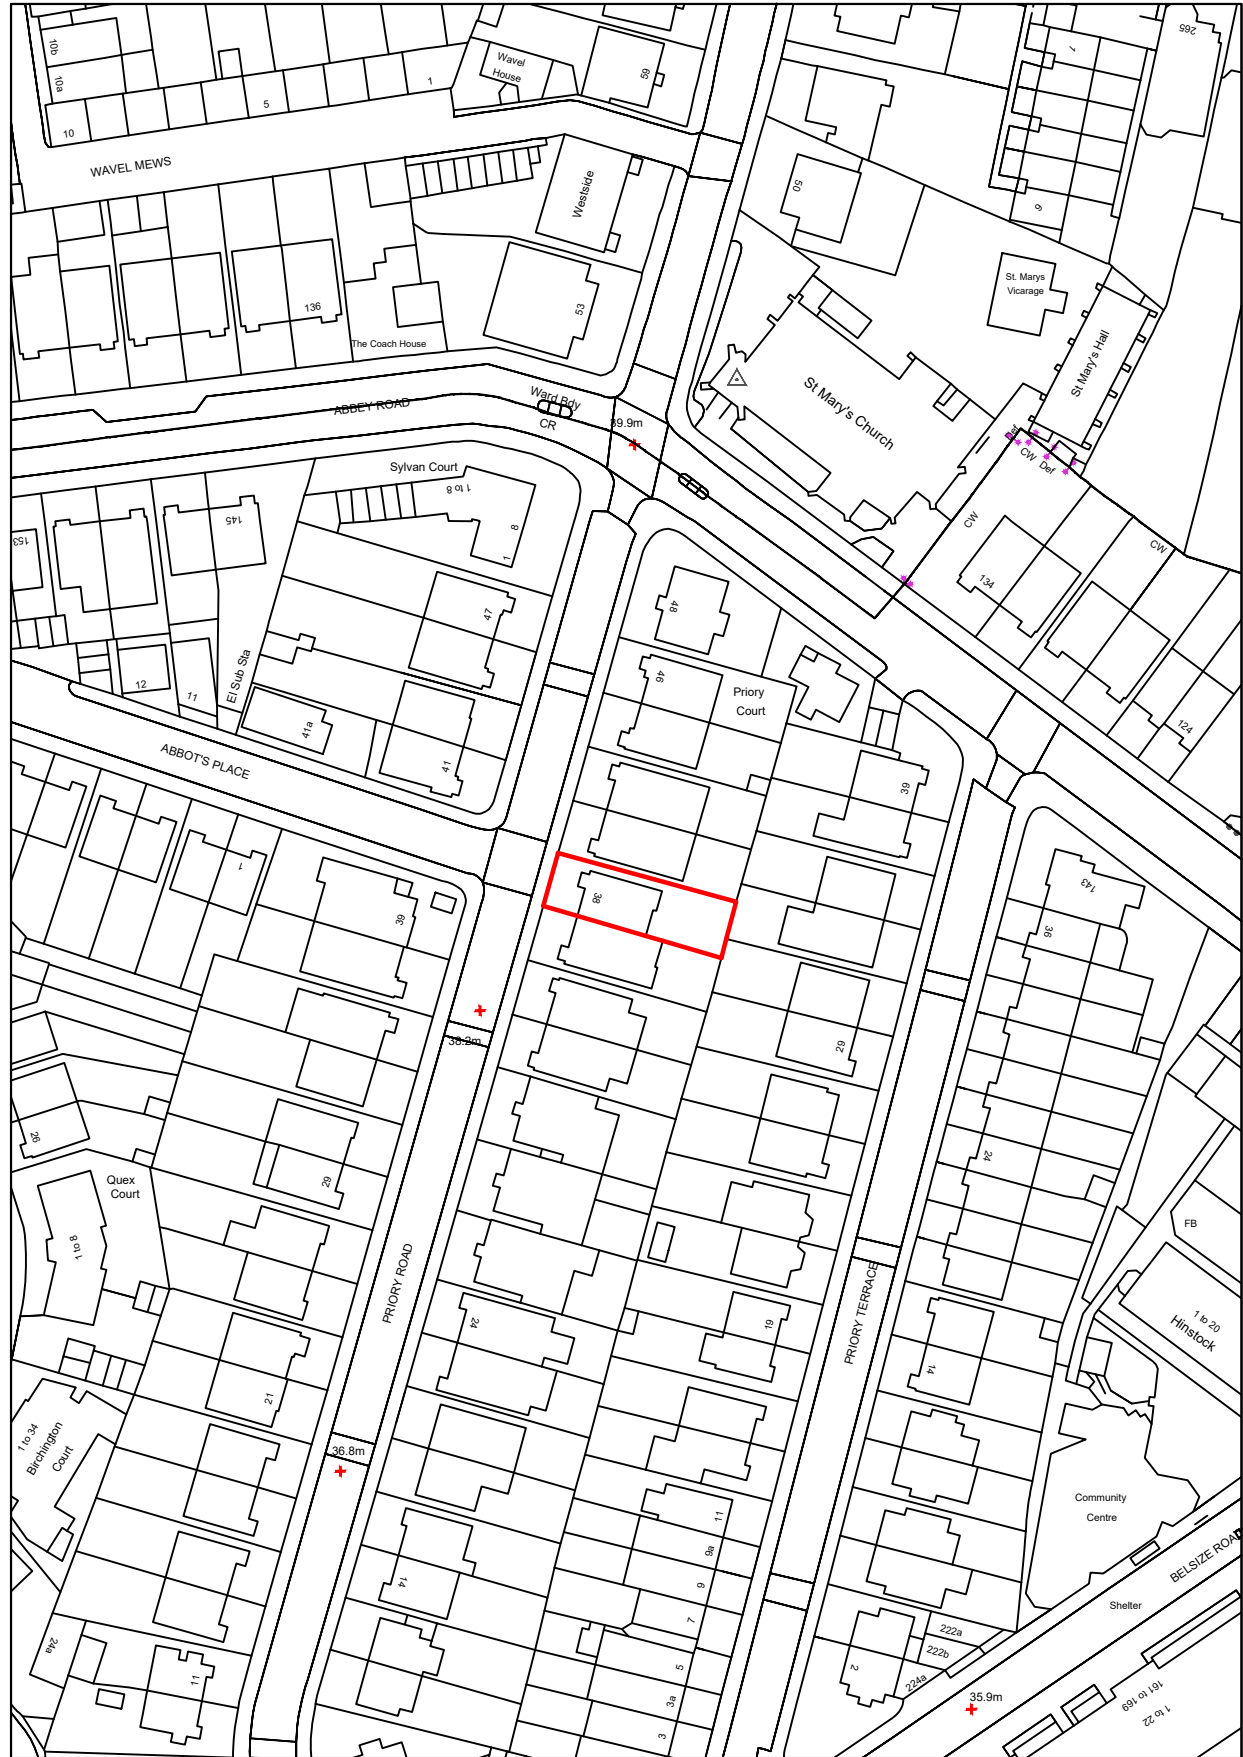 10b
10a
10
5
1
Wavel
House
59
7
265
WAVEL MEWS
Westside
50
6
St. Marys
Vicarage
136
53
The Coach House
St Mary's Hall
St Mary's Church
ABBEY ROAD
Ward Bdy
CR
39.9m
Def
CW
Def
CW
CW
Sylvan Court
1 to 8
8
1
153
145
134
47
48
46
Priory
Court
El Sub Sta
12
11
41a
41
124
ABBOT'S PLACE
39
1
39
38
143
36
38.2m
29
26
24
Quex
Court
29
1 to 8
FB
PRIORY ROAD
PRIORY TERRACE
1 to 20
Hinstock
24
19
14
21
1 to 34
Birchington
Court
36.8m
11
Community
Centre
9a
14
9
BELSIZE ROA
7
Shelter
222a
222b
224a
24a
11
5
2
3a
3
35.9m
161 to 169
1 to 22